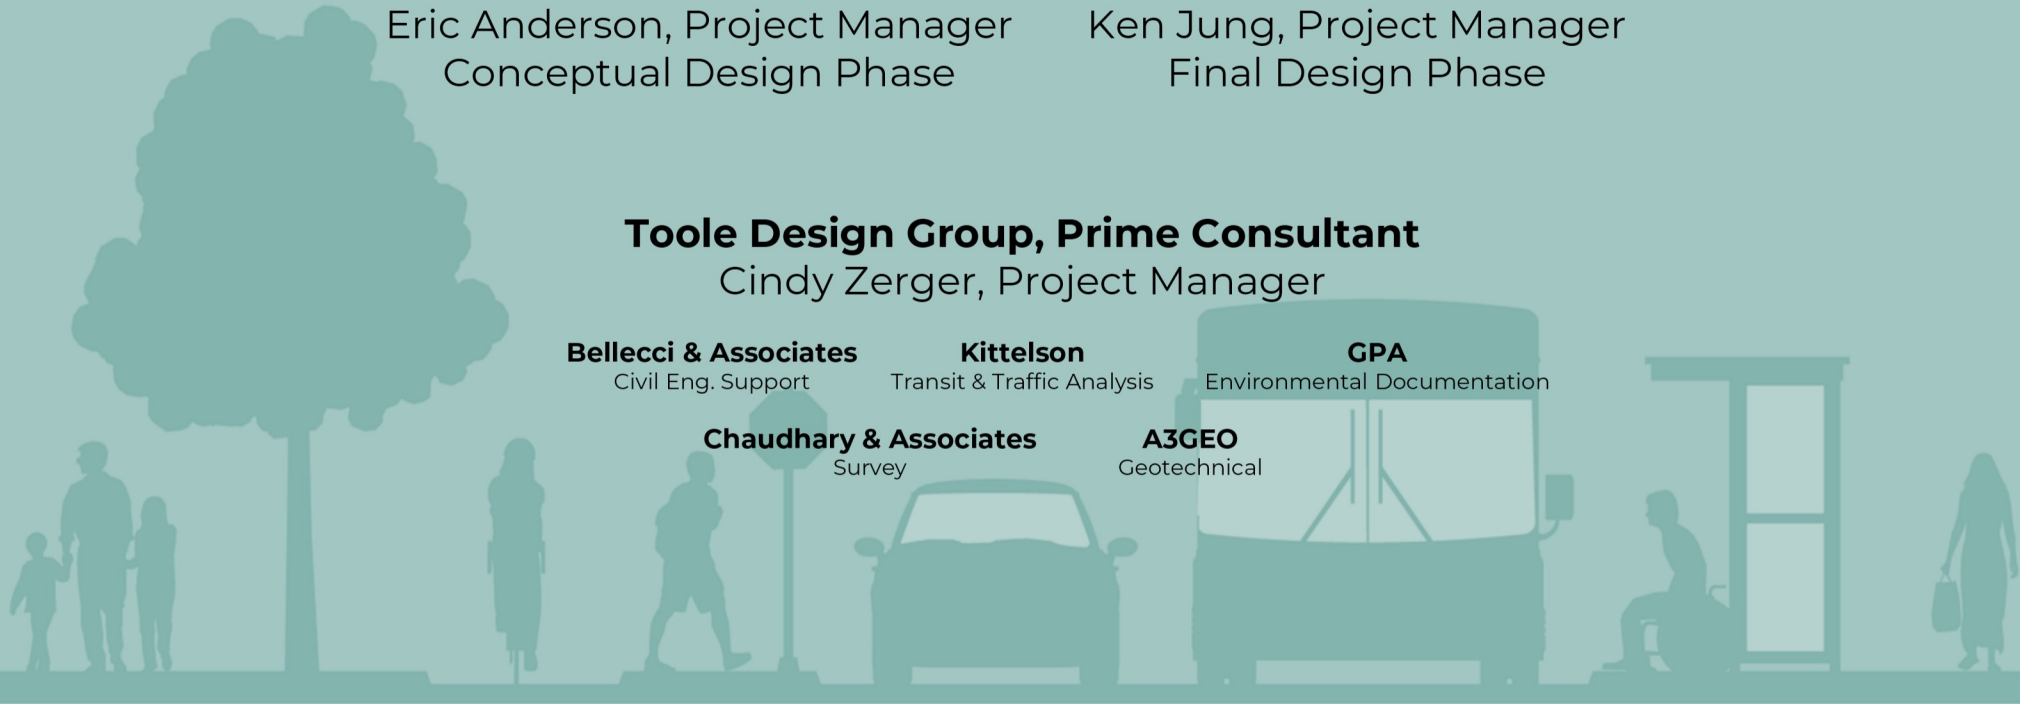 Eric Anderson, Project Manager
Conceptual Design Phase
Ken Jung, Project Manager
Final Design Phase
Toole Design Group, Prime Consultant
Cindy Zerger, Project Manager
Bellecci & Associates
Civil Eng. Support
Kittelson
Transit & Traffic Analysis
GPA
Environmental Documentation
Chaudhary & Associates
Survey
A3GEO
Geotechnical